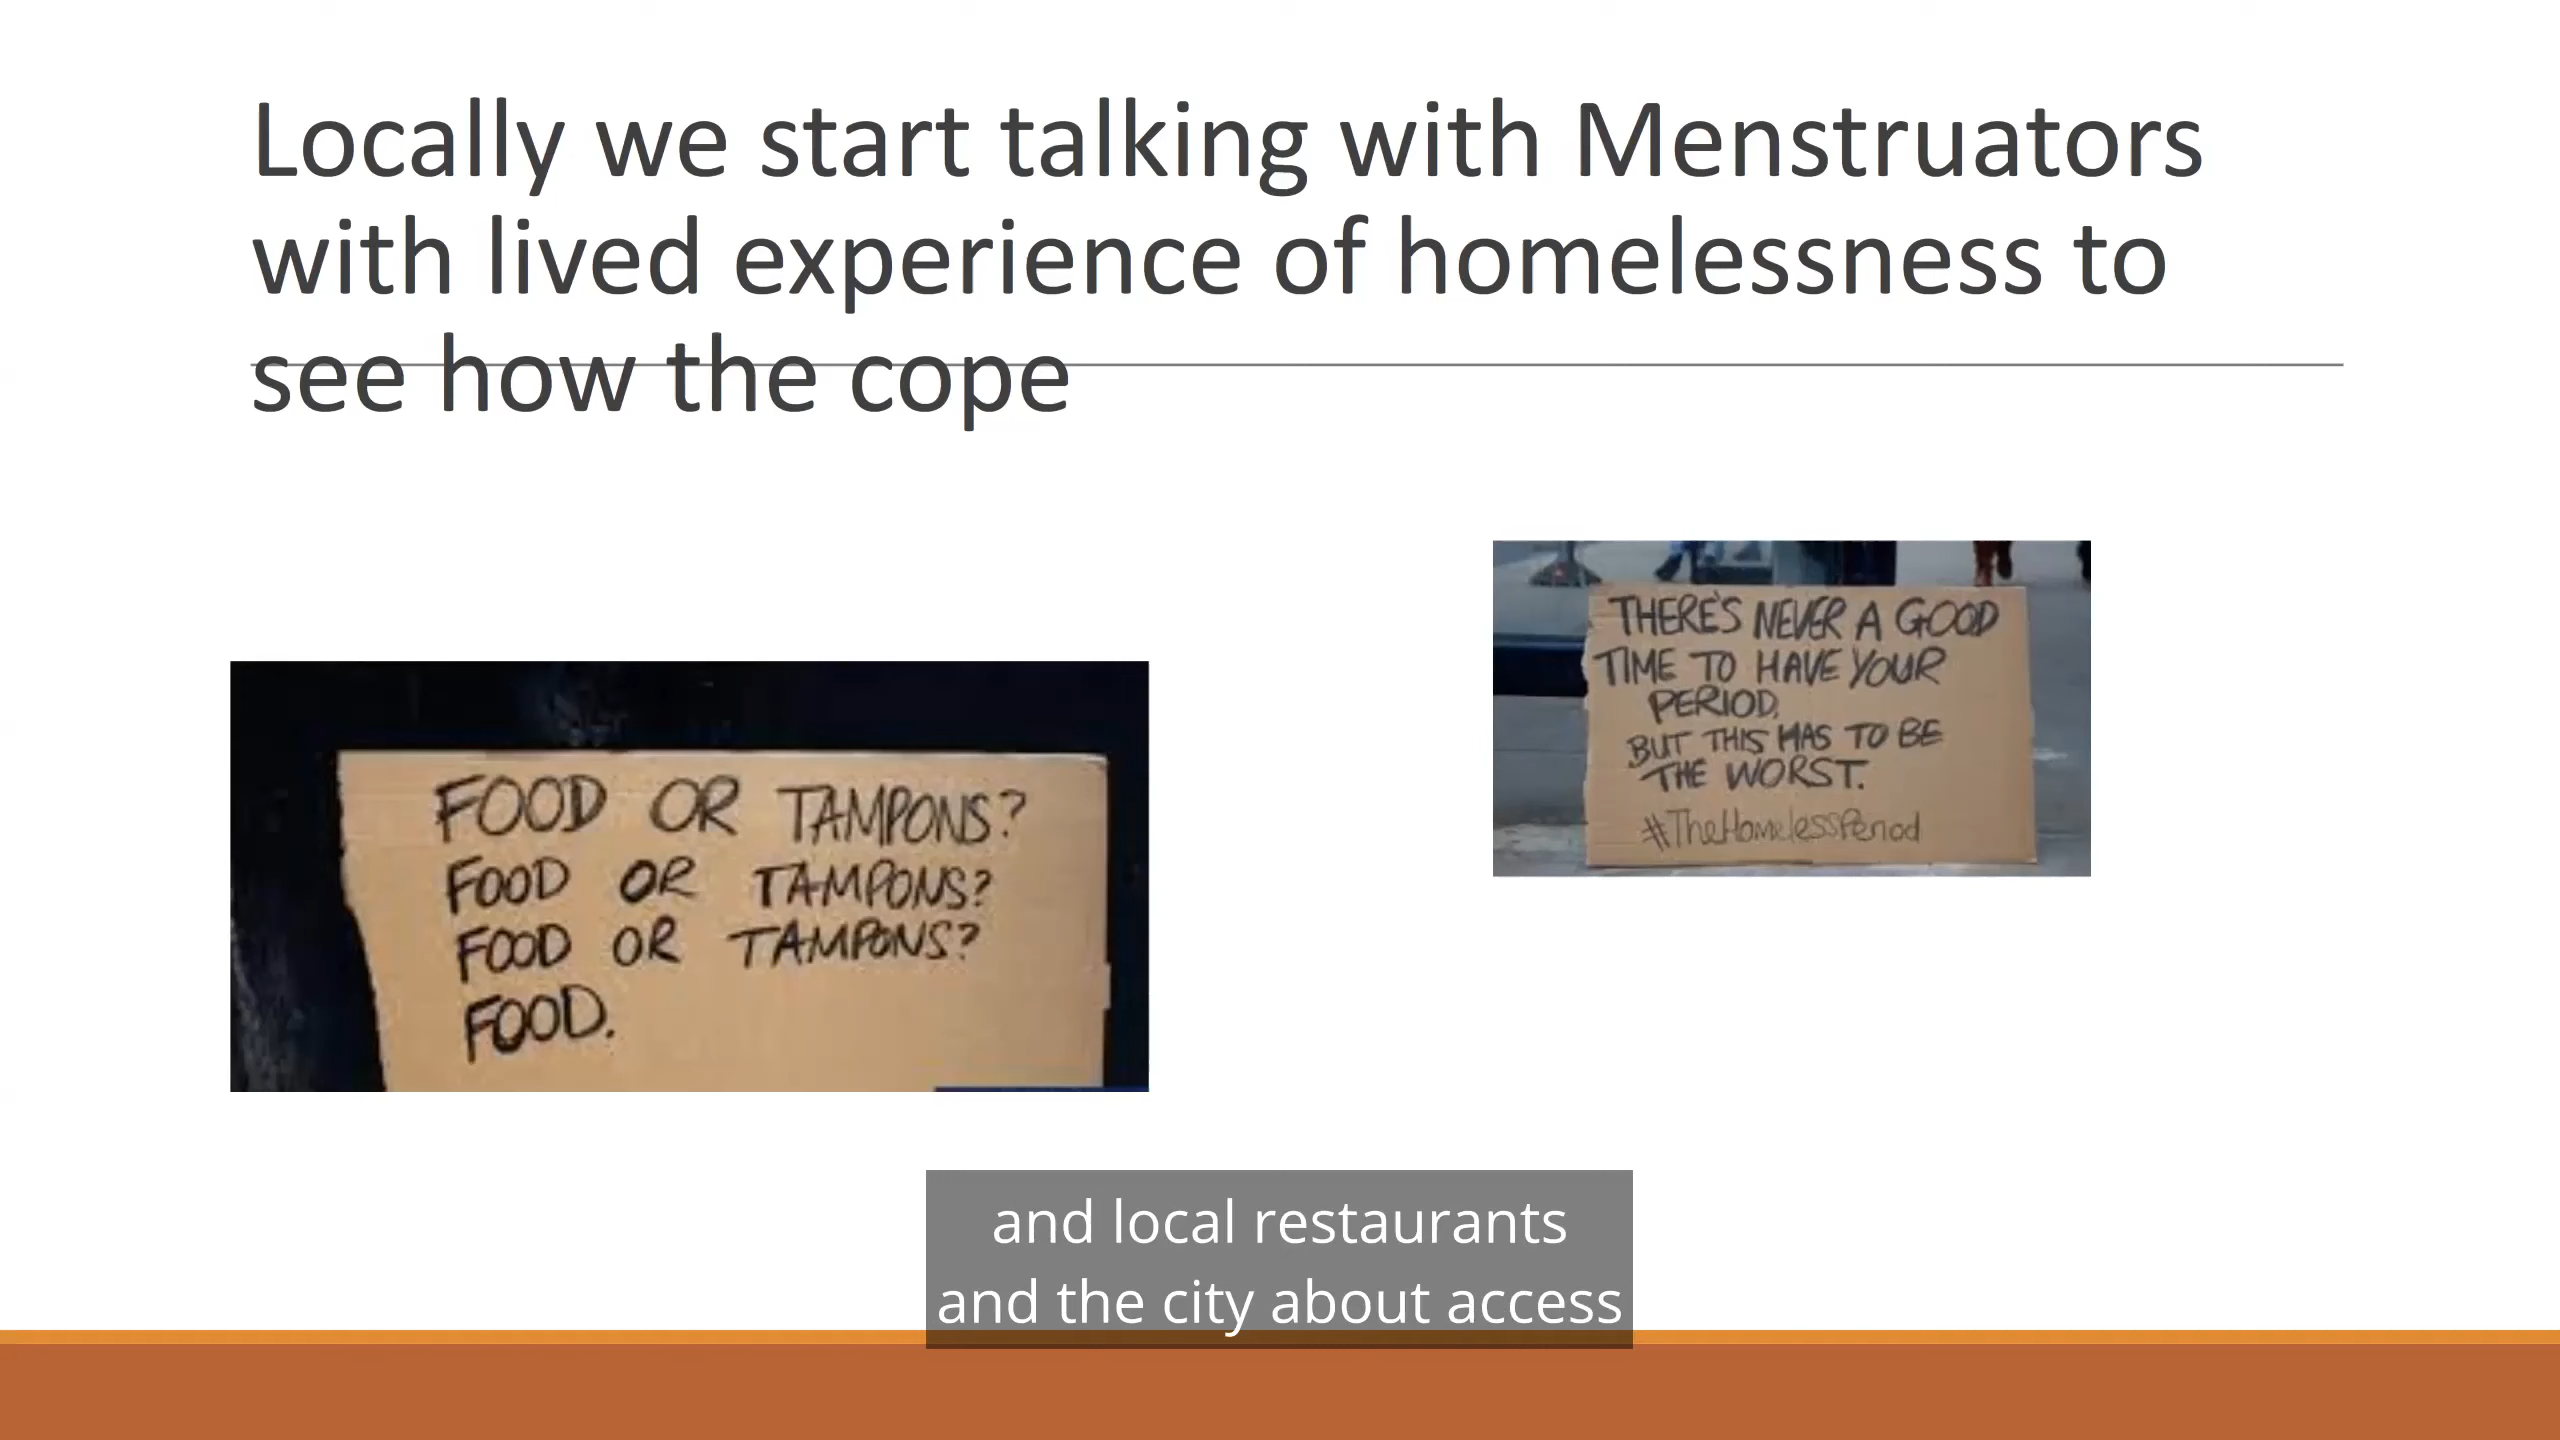 Locally we start talking with Menstruators
with lived experience of homelessness to
see how the cope
THERE'S NEVER A GOOD
TIME TO HAVE YOUR
PERIOD,
BUT THIS HAS TO BE
THE WORST.
#TheHomelessPeriod
FOOD OR TAMPONS?
FOOD OR TAMPONS?
FOOD OR TAMPONS?
FOOD.
and local restaurants
and the city about access